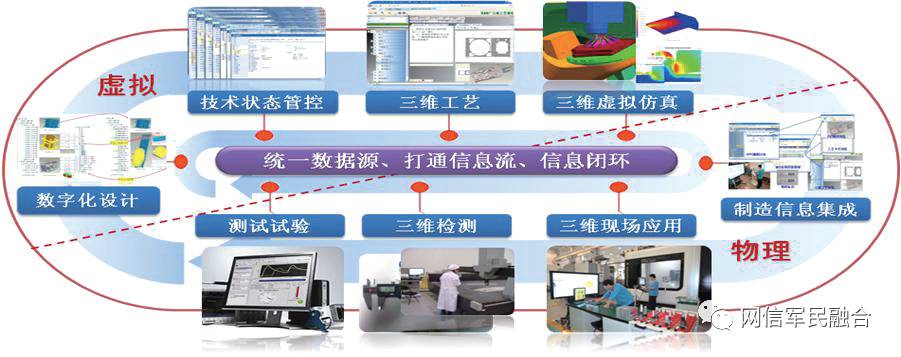 虚拟
技术状态管控
三维工艺
三维虚拟仿真
统一数据源、打通信息流、信息闭环
数字化设计
制造信息集成
测试试验
三维检测
三维现场应用
物理
网信军民融合